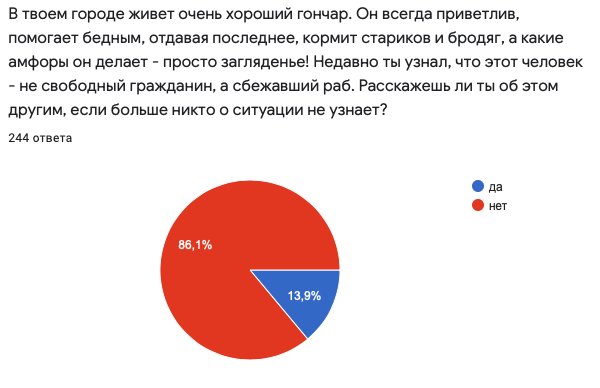 В твоем городе живет очень хороший гончар. Он всегда приветлив,
помогает бедным, отдавая последнее, кормит стариков и бродяг, а какие
амфоры он делает - просто загляденье! Недавно ты узнал, что этот человек
- не свободный гражданин, а сбежавший раб. Расскажешь ли ты об этом
другим, если больше никто о ситуации не узнает?
244 ответа
да
нет
86,1%
13,9%